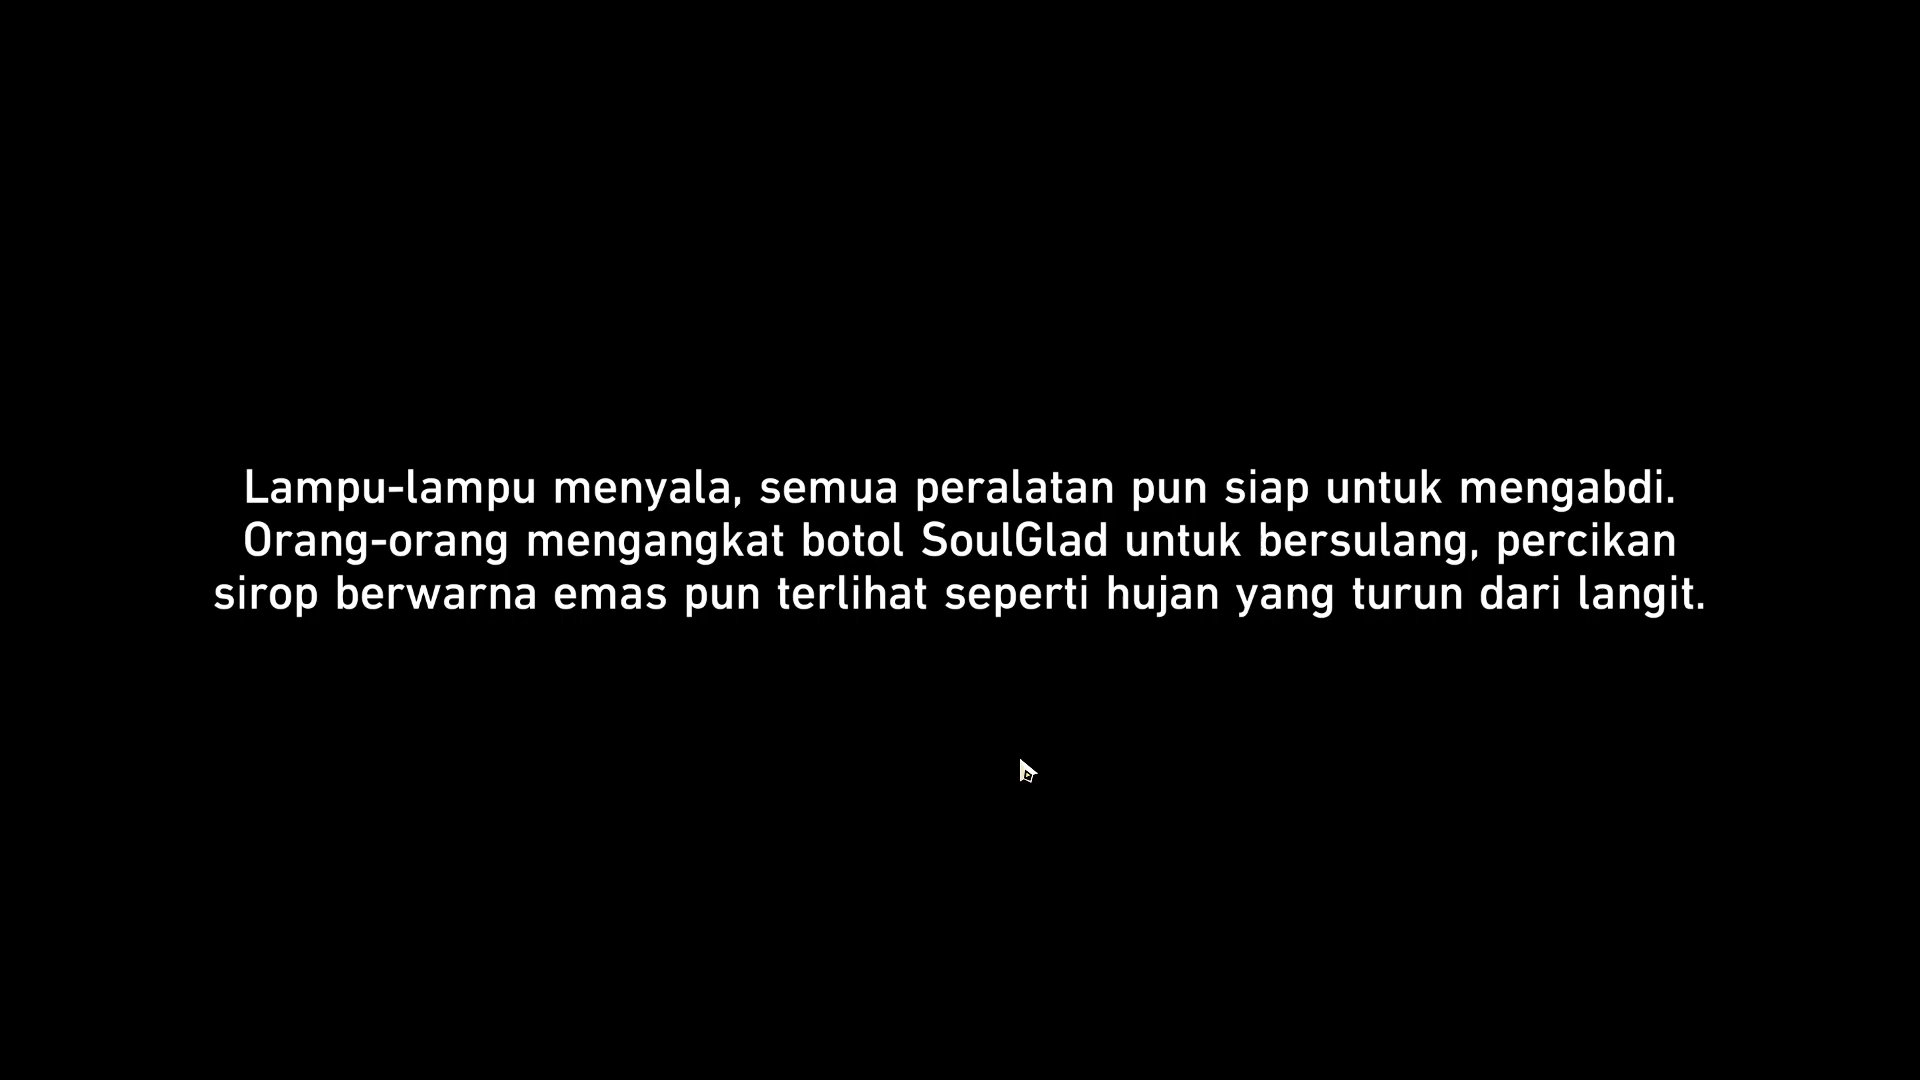 Lampu-lampu menyala, semua peralatan pun siap untuk mengabdi.
Orang-orang mengangkat botol SoulGlad untuk bersulang, percikan
sirop berwarna emas pun terlihat seperti hujan yang turun dari langit.